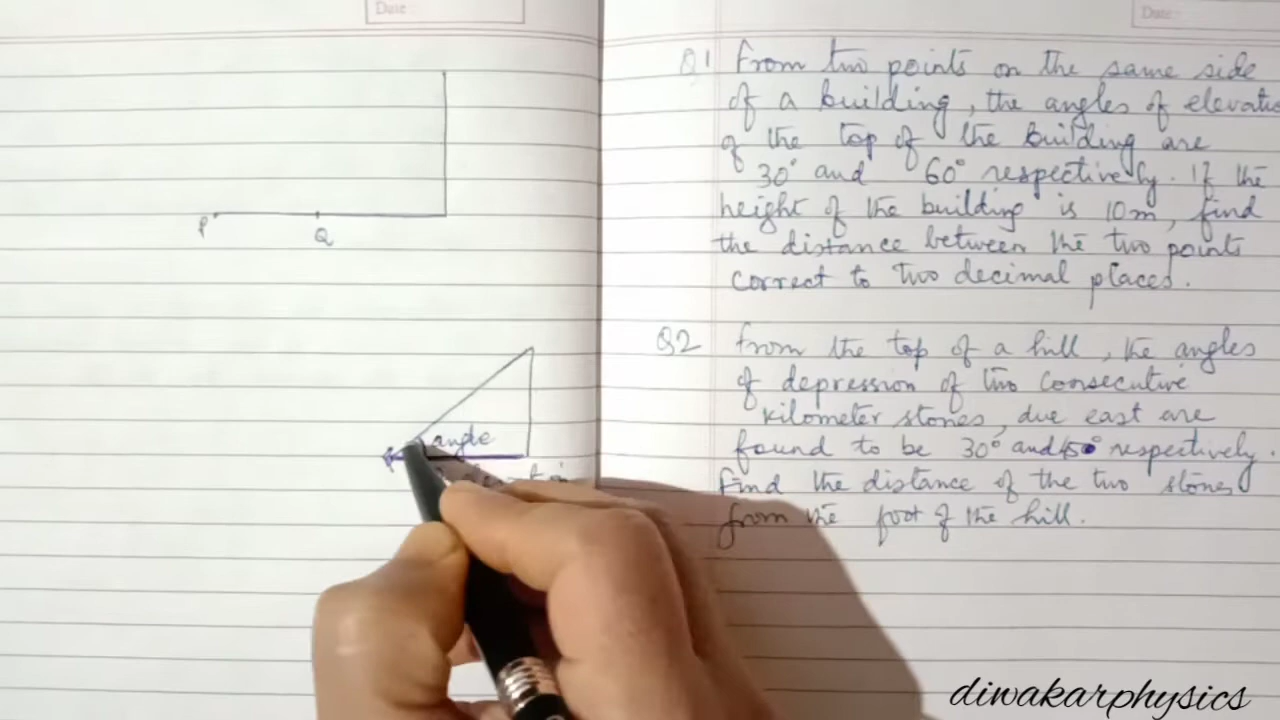 Date:
Date:
P
Q
angle
Q1 From two points on the same side
of a building, the angles of elevatio
of the top of the building are
30° and 60° respectively. If the
height of the building is 10m, find
the distance between the two points
correct to two decimal places.
Q2 From the top of a hill, the angles
of depression of two consecutive
kilometer stones, due east are
found to be 30° and 45° respectively.
Find the distance of the two stones
from the foot of the hill.
diwakarphysics